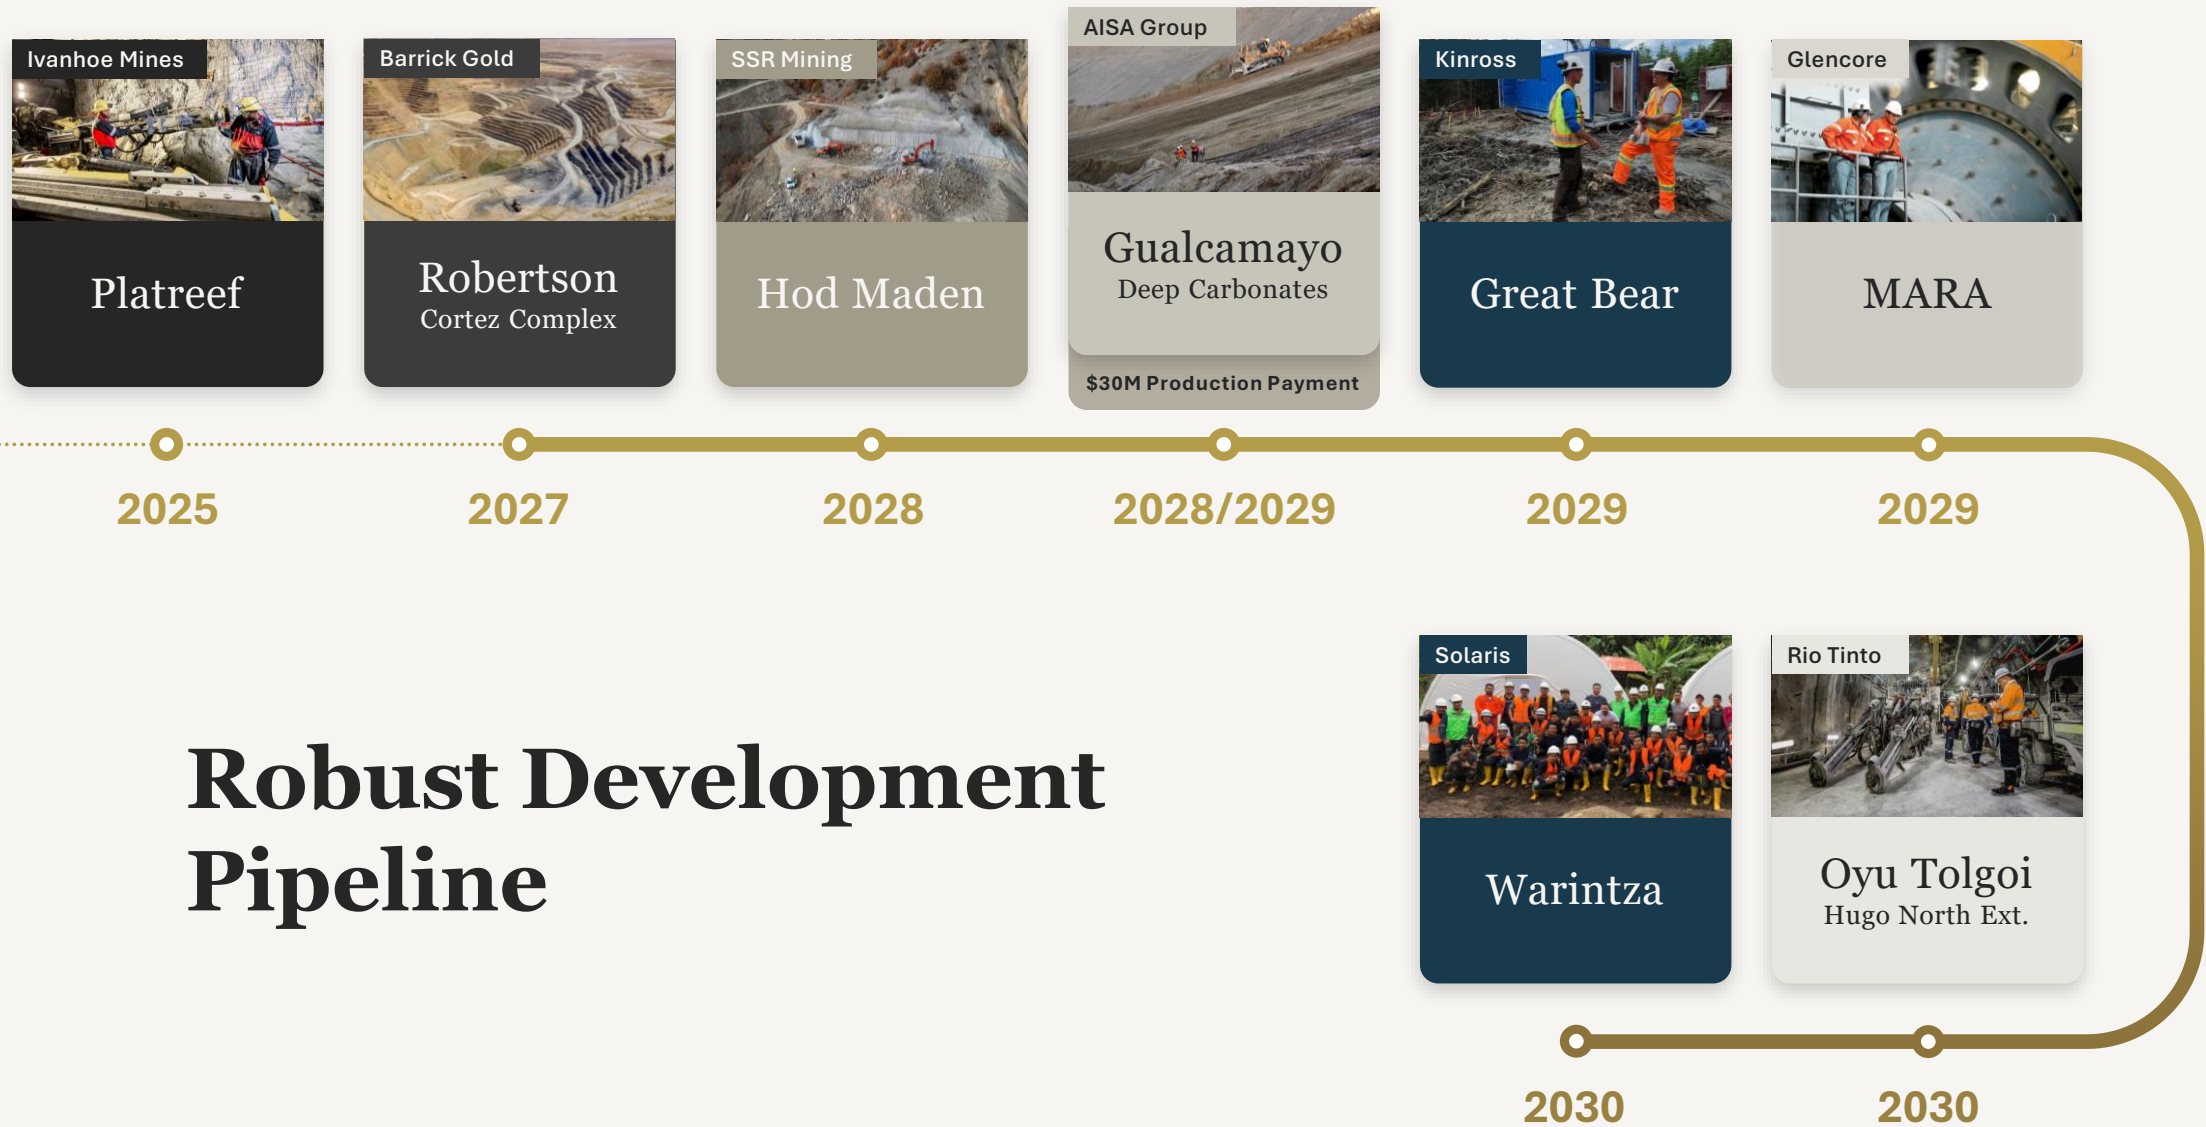 Ivanhoe Mines
Platreef
2025
Barrick Gold
Robertson
Cortez Complex
2027
SSR Mining
Hod Maden
2028
AISA Group
Gualcamayo
Deep Carbonates
$30M Production Payment
2028/2029
Kinross
Great Bear
2029
Glencore
MARA
2029
Robust Development
Pipeline
Solaris
Warintza
2030
Rio Tinto
Oyu Tolgoi
Hugo North Ext.
2030